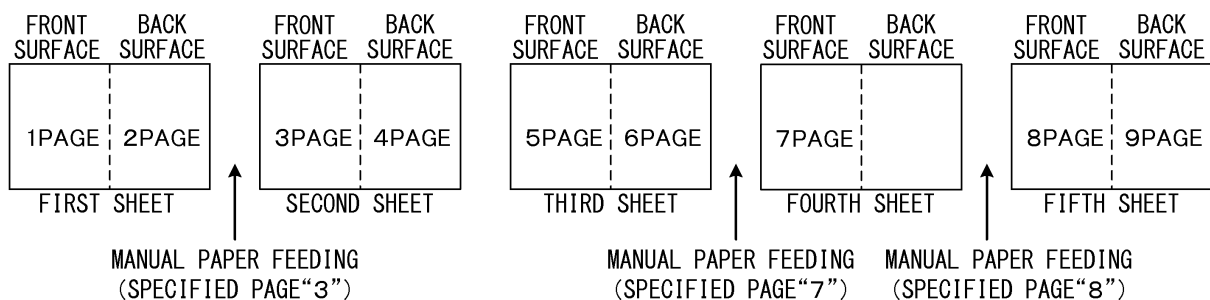 FRONT SURFACE BACK SURFACE FRONT SURFACE BACK SURFACE FRONT SURFACE BACK SURFACE FRONT SURFACE BACK SURFACE FRONT SURFACE BACK SURFACE
1PAGE 2PAGE 3PAGE 4PAGE 5PAGE 6PAGE 7PAGE 8PAGE 9PAGE
FIRST SHEET SECOND SHEET THIRD SHEET FOURTH SHEET FIFTH SHEET
MANUAL PAPER FEEDING MANUAL PAPER FEEDING MANUAL PAPER FEEDING
(SPECIFIED PAGE“3”) (SPECIFIED PAGE“7”) (SPECIFIED PAGE“8”)